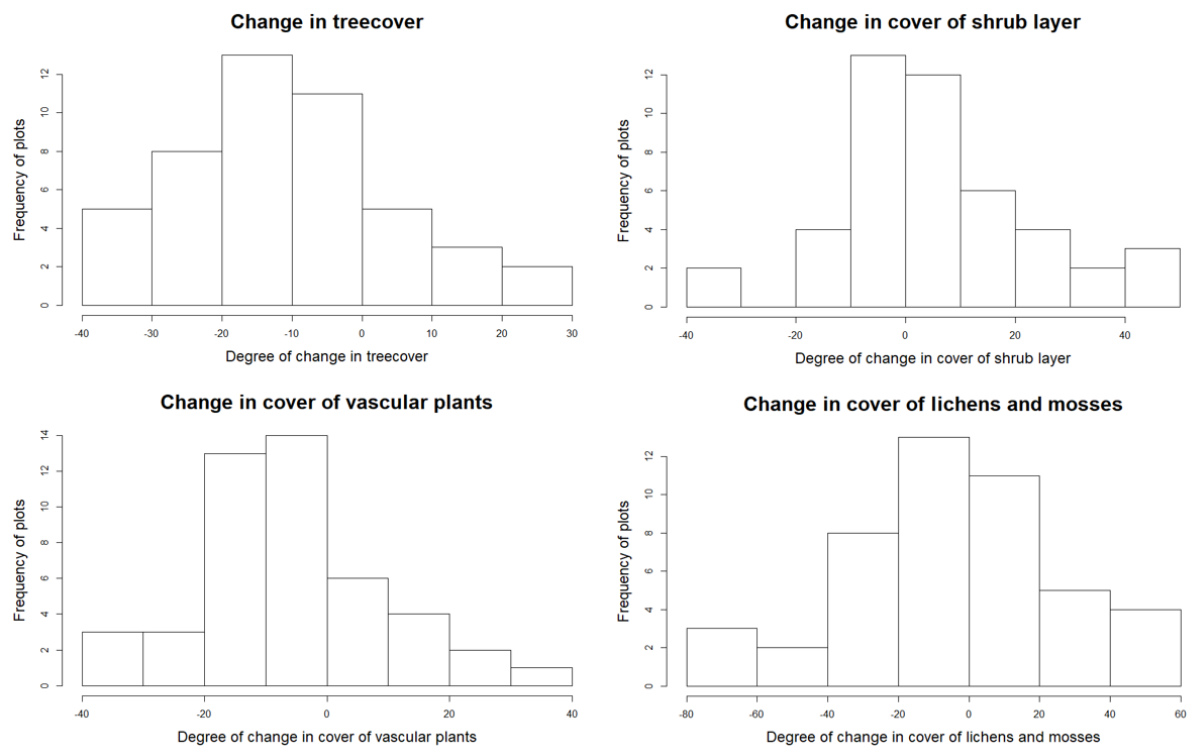 Change in treecover
Frequency of plots
0 2 4 6 8 10 12
-40 -30 -20 -10 0 10 20 30
Degree of change in treecover
Change in cover of shrub layer
Frequency of plots
0 2 4 6 8 10 12
-40 -20 0 20 40
Degree of change in cover of shrub layer
Change in cover of vascular plants
Frequency of plots
0 2 4 6 8 10 12 14
-40 -20 0 20 40
Degree of change in cover of vascular plants
Change in cover of lichens and mosses
Frequency of plots
0 2 4 6 8 10 12
-80 -60 -40 -20 0 20 40 60
Degree of change in cover of lichens and mosses